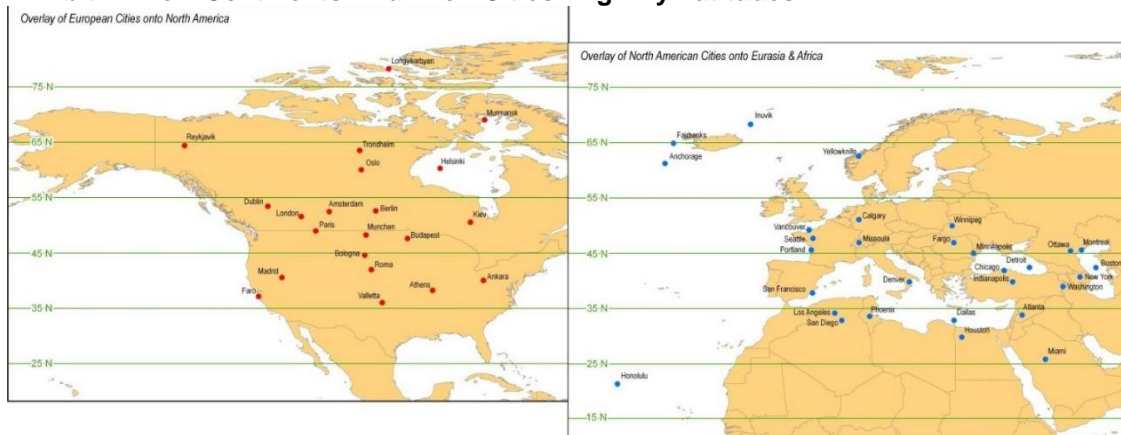 Overlay of European Cities onto North America
Longyearbyen
75 N
Murmansk
Reykjavik
65 N
Trondheim
Oslo
Helsinki
55 N
Dublin
London
Amsterdam
Berlin
Kiev
Paris
Munchen
Budapest
45 N
Bologna
Roma
Madrid
Ankara
Faro
Athens
Valletta
35 N
25 N
Overlay of North American Cities onto Eurasia & Africa
75 N
Inuvik
Fairbanks
65 N
Anchorage
Yellowknife
55 N
Calgary
Winnipeg
Vancouver
Seattle
Missoula
Fargo
Portland
Minneapolis
Ottawa
Montreal
45 N
Chicago
Detroit
Boston
Denver
Indianapolis
New York
San Francisco
Washington
35 N
Los Angeles
Phoenix
Dallas
Atlanta
San Diego
Houston
Miami
25 N
Honolulu
15 N